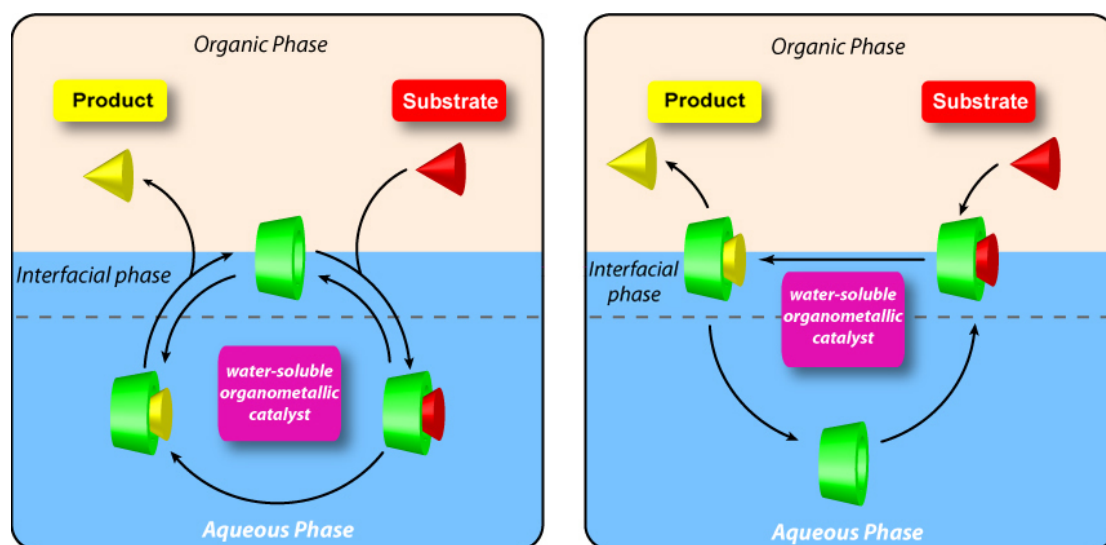 Organic Phase
Product
Substrate
Interfacial phase
water-soluble
organometallic
catalyst
Aqueous Phase
Organic Phase
Product
Substrate
Interfacial
phase
water-soluble
organometallic
catalyst
Aqueous Phase